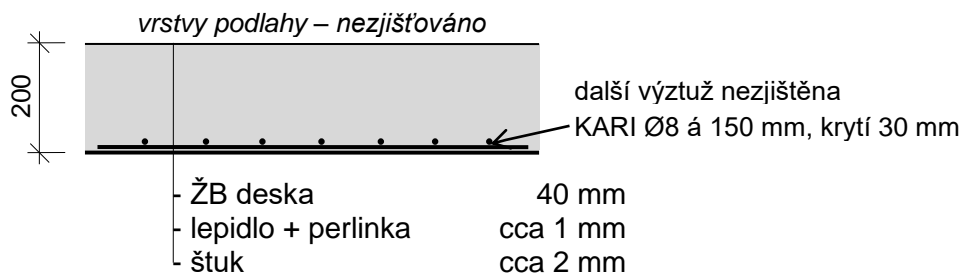 vrstvy podlahy – nezjišťováno
200
další výztuž nezjištěna
KARI Ø8 á 150 mm, krytí 30 mm
- ŽB deska 40 mm
- lepidlo + perlinka cca 1 mm
- štuk cca 2 mm